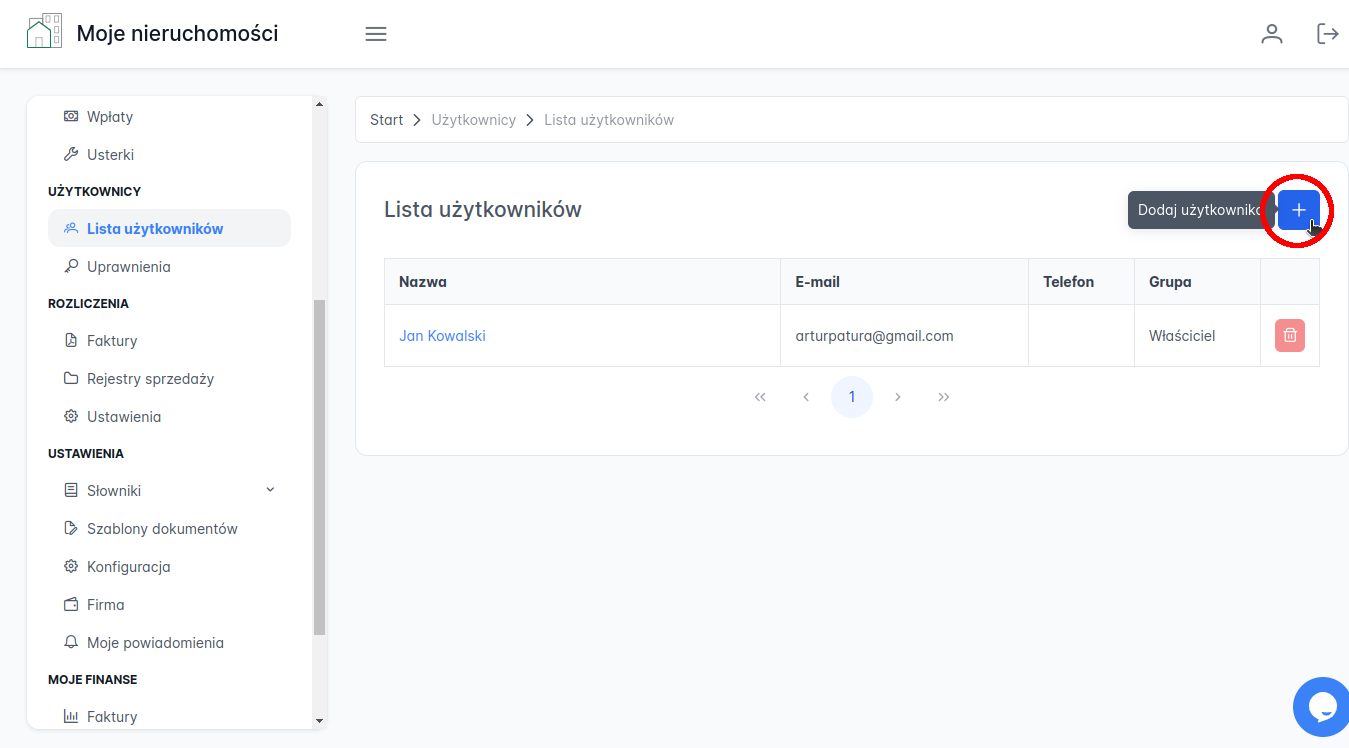 Moje nieruchomości
Wpłaty
Usterki
UŻYTKOWNICY
Lista użytkowników
Uprawnienia
ROZLICZENIA
Faktury
Rejestry sprzedaży
Ustawienia
USTAWIENIA
Słowniki
Szablony dokumentów
Konfiguracja
Firma
Moje powiadomienia
MOJE FINANSE
Faktury
Start > Użytkownicy > Lista użytkowników
Lista użytkowników
Dodaj użytkownika
Nazwa E-mail Telefon Grupa
Jan Kowalski arturpatura@gmail.com Właściciel
« ‹ 1 › »